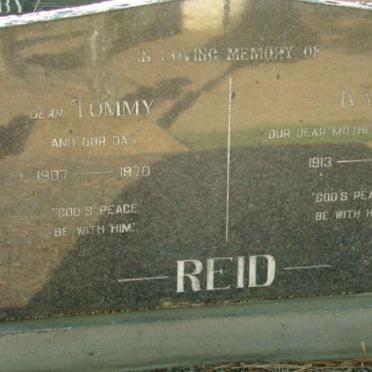 BY
IN LOVING MEMORY OF
DEAR TOMMY
AND OUR DAD
1907 — 1970
"GOD'S PEACE
BE WITH HIM."
OUR DEAR MOTHE
1913 —
"GOD'S PEA
BE WITH H
REID